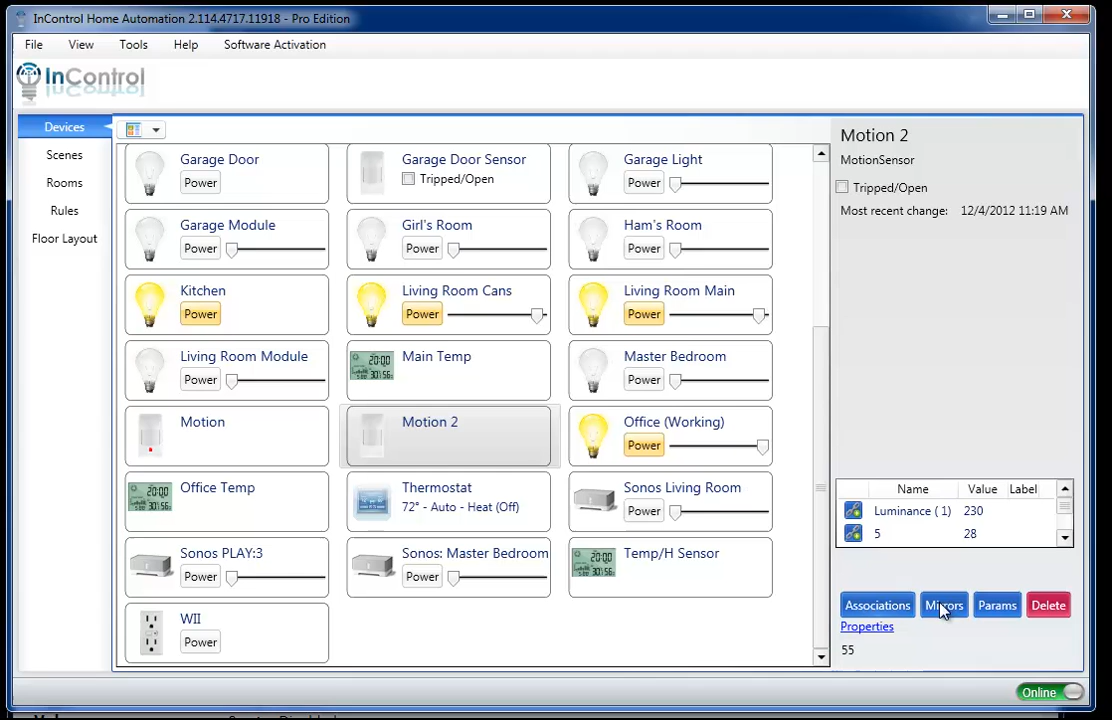 InControl Home Automation 2.114.4717.11918 - Pro Edition
File View Tools Help Software Activation
InControl
Devices
Scenes
Rooms
Rules
Floor Layout
Garage Door
Power
Garage Door Sensor
Tripped/Open
Garage Light
Power
Garage Module
Power
Girl's Room
Power
Ham's Room
Power
Kitchen
Power
Living Room Cans
Power
Living Room Main
Power
Living Room Module
Power
Main Temp
Master Bedroom
Power
Motion
Motion 2
Office (Working)
Power
Office Temp
Thermostat
72° - Auto - Heat (Off)
Sonos Living Room
Power
Sonos PLAY:3
Power
Sonos: Master Bedroom
Power
Temp/H Sensor
WII
Power
Motion 2
MotionSensor
Tripped/Open
Most recent change: 12/4/2012 11:19 AM
Name Value Label
Luminance ( 1) 230
5 28
Associations Mirrors Params Delete
Properties
55
Online